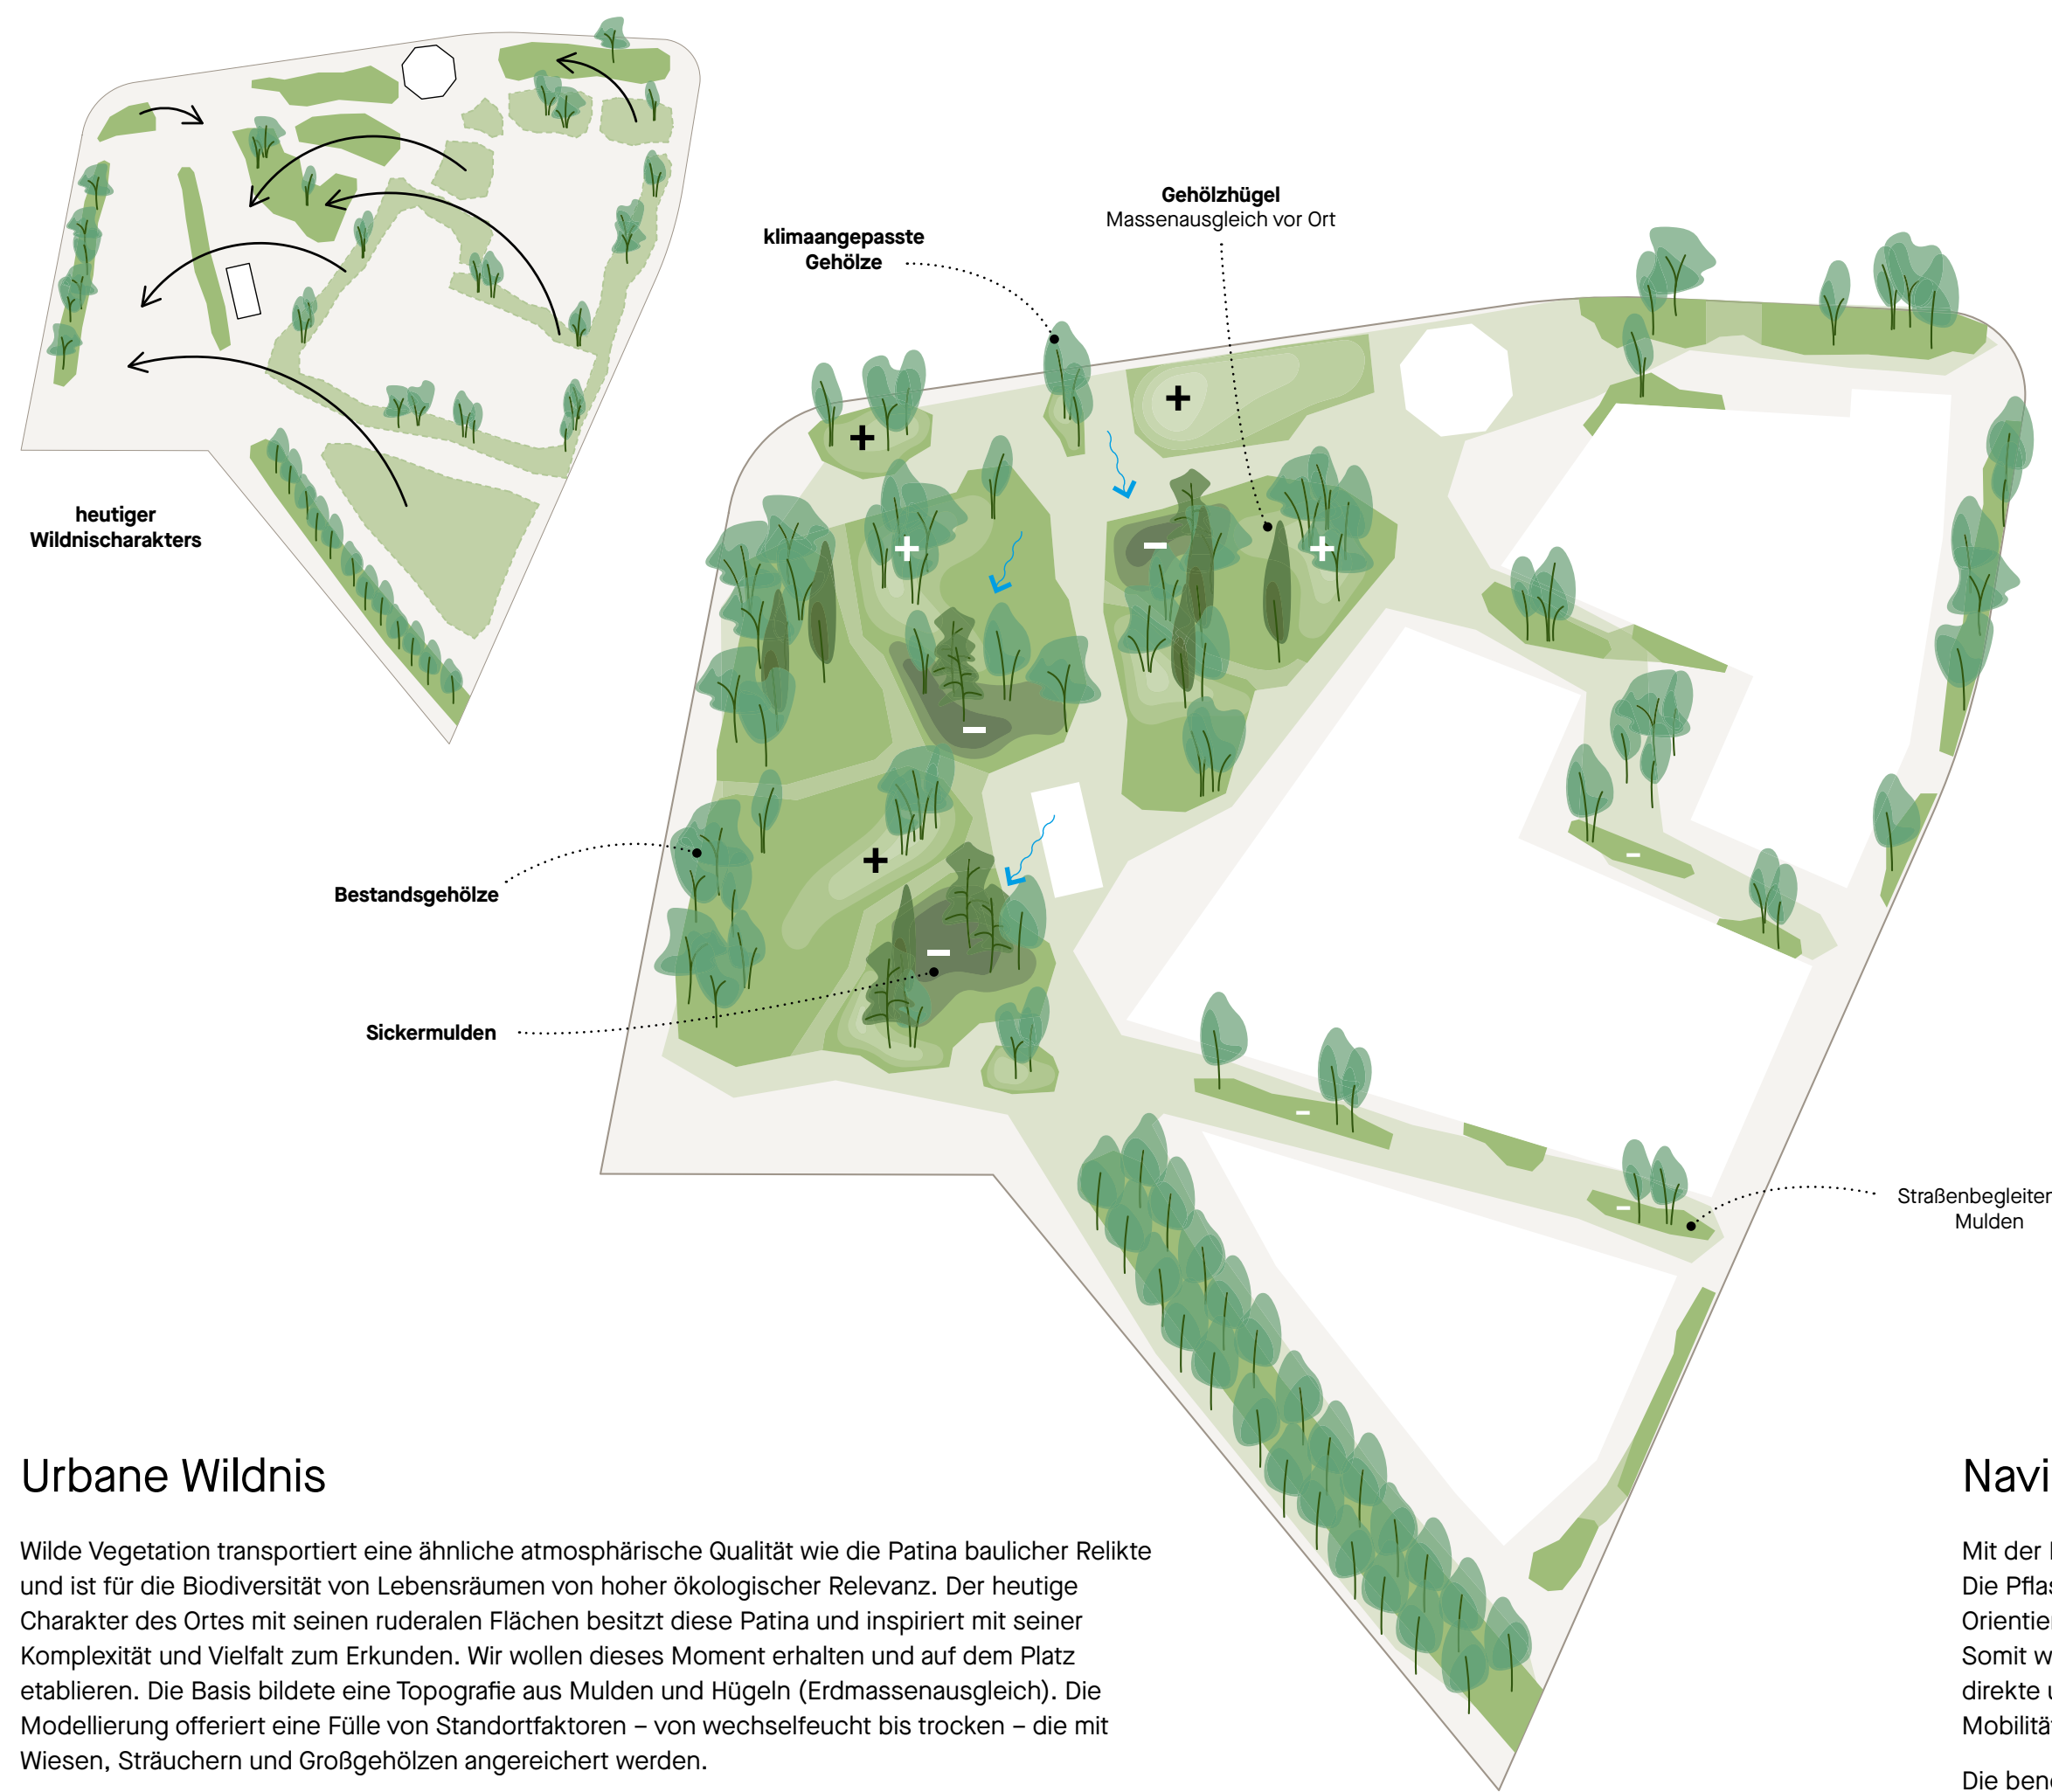 klimaangepasste
Gehölze
Gehölzhügel
Massenausgleich vor Ort
heutiger
Wildnischarakters
Bestandsgehölze
Sickermulden
Mulden
Urbane Wildnis
Wilde Vegetation transportiert eine ähnliche atmosphärische Qualität wie die Patina baulicher Relikte
und ist für die Biodiversität von Lebensräumen von hoher ökologischer Relevanz. Der heutige
Charakter des Ortes mit seinen ruderalen Flächen besitzt diese Patina und inspiriert mit seiner
Komplexität und Vielfalt zum Erkunden. Wir wollen dieses Moment erhalten und auf dem Platz
etablieren. Die Basis bildete eine Topografie aus Mulden und Hügeln (Erdmassenausgleich). Die
Modellierung offeriert eine Fülle von Standortfaktoren – von wechselfeucht bis trocken – die mit
Wiesen, Sträuchern und Großgehölzen angereichert werden.
Mit der
Die
Somit
direkte
Die